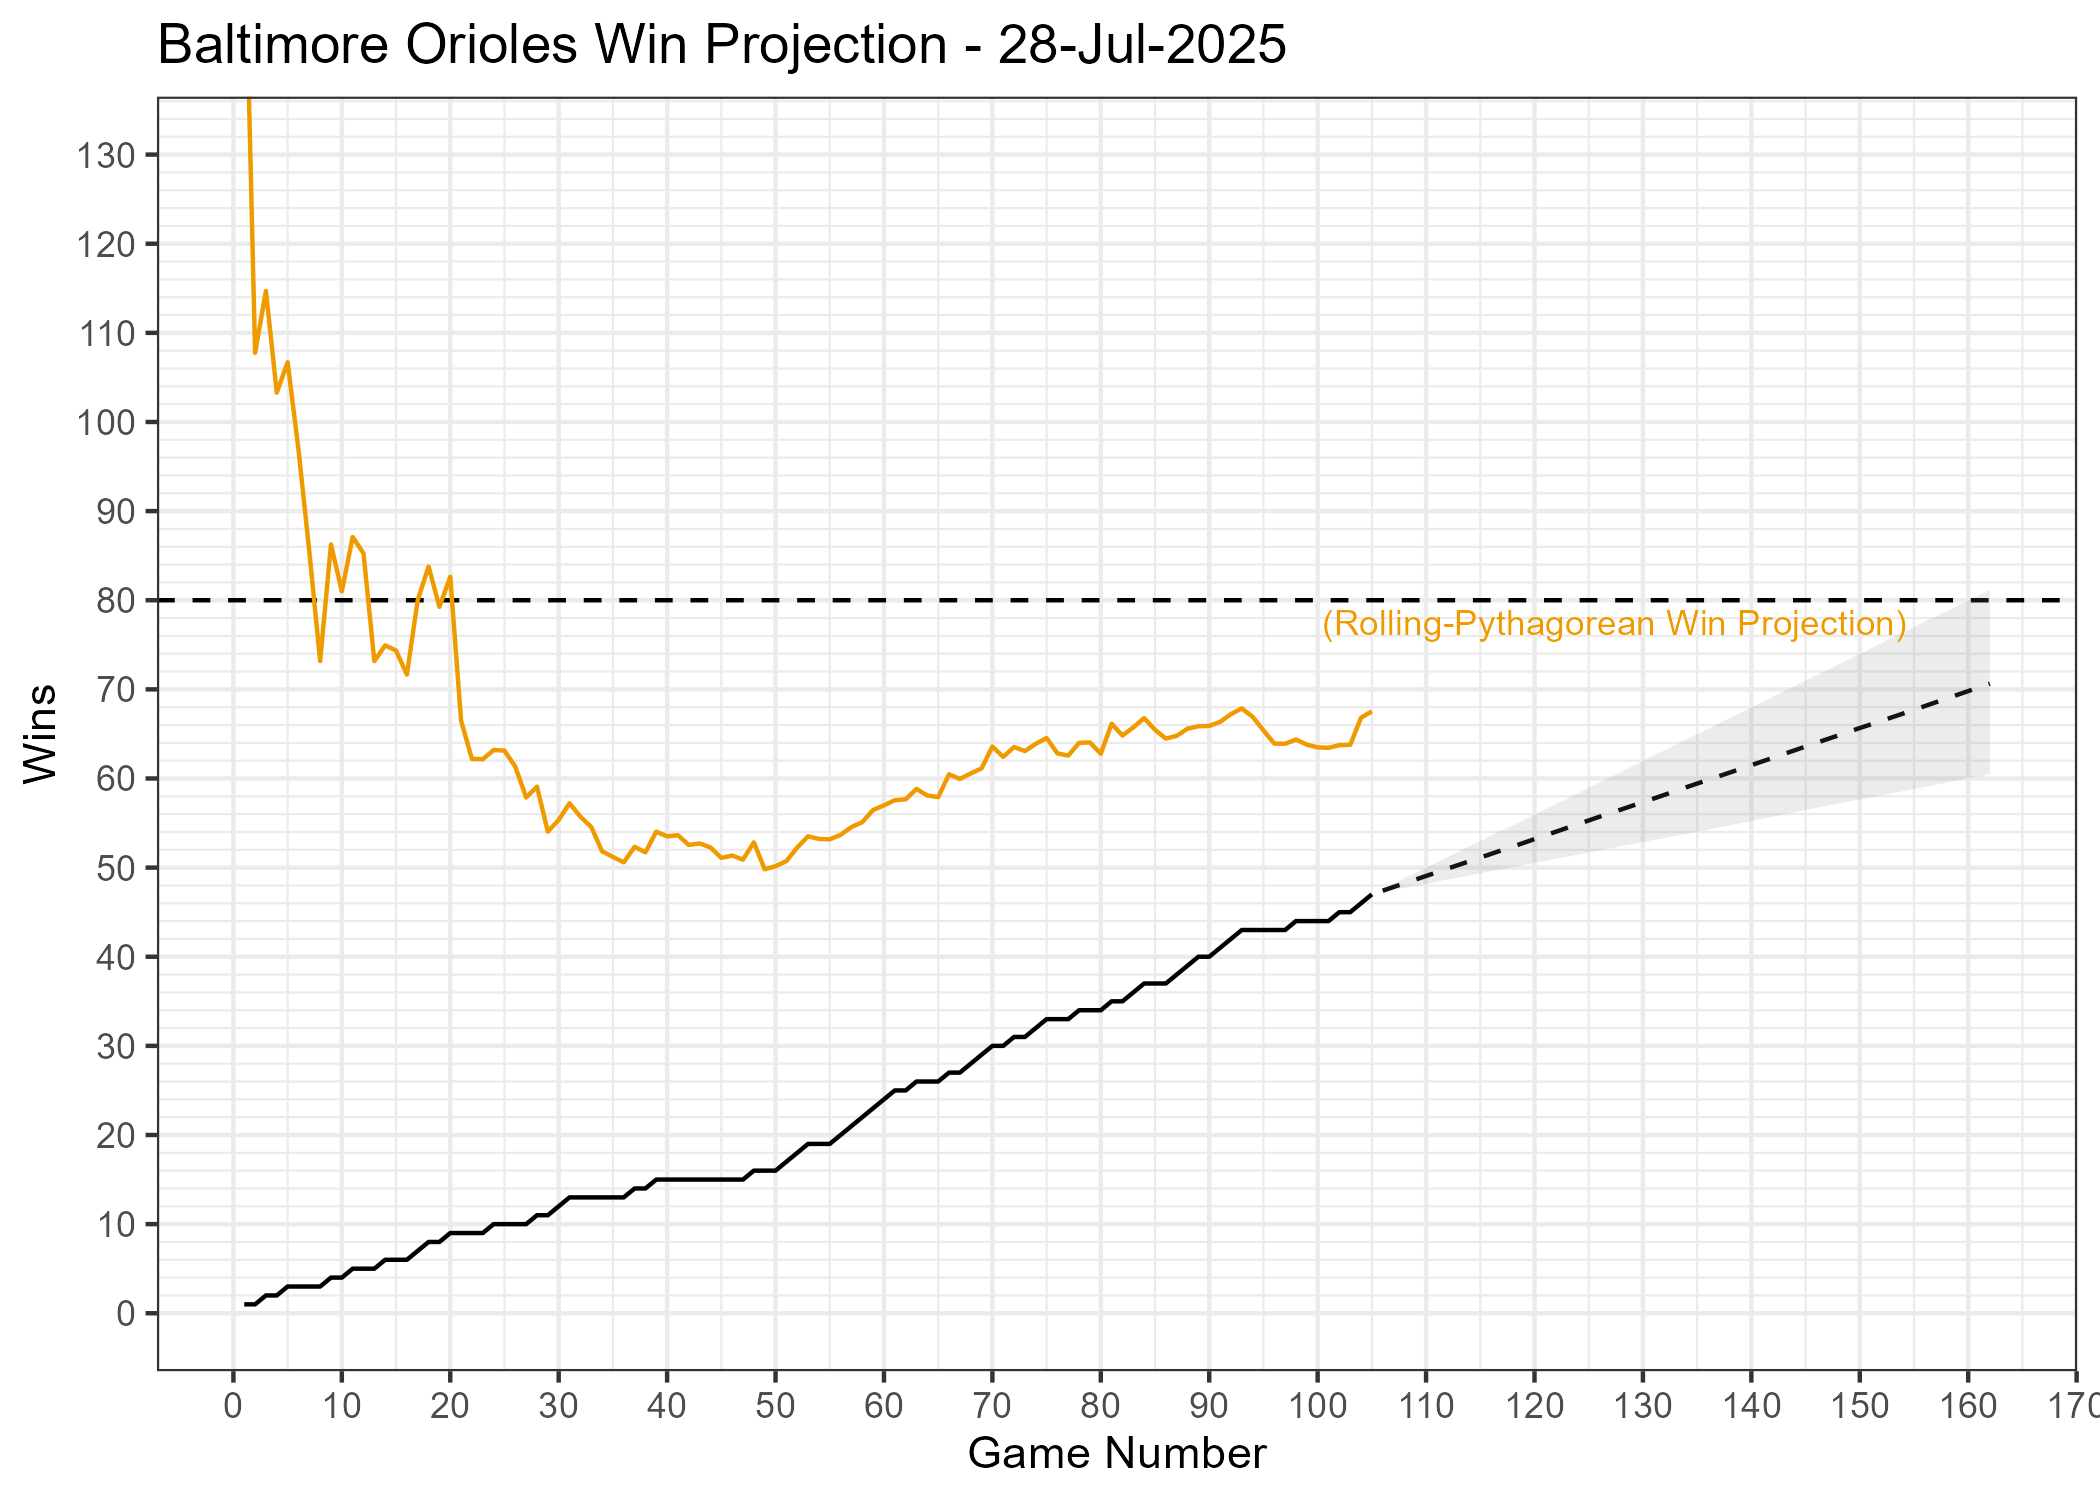 Baltimore Orioles Win Projection - 28-Jul-2025
130
120
110
100
90
80
70
60
50
40
30
20
10
0
Wins
(Rolling-Pythagorean Win Projection)
0 10 20 30 40 50 60 70 80 90 100 110 120 130 140 150 160 170
Game Number